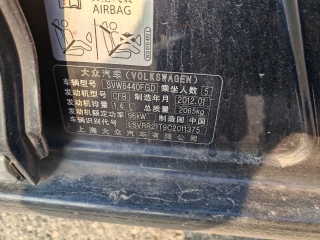 AIRBAG
大众汽车(VOLKSWAGEN)
车辆型号 SVW6440FGD 乘坐人数 5
发动机型号 CFB 制造年月 2012.01
发动机排量 1.4 L 总质量 2065kg
发动机额定功率 96kW 制造国 中国
车辆识别代号 LSVRR21T9C2011375
上海大众汽车有限公司